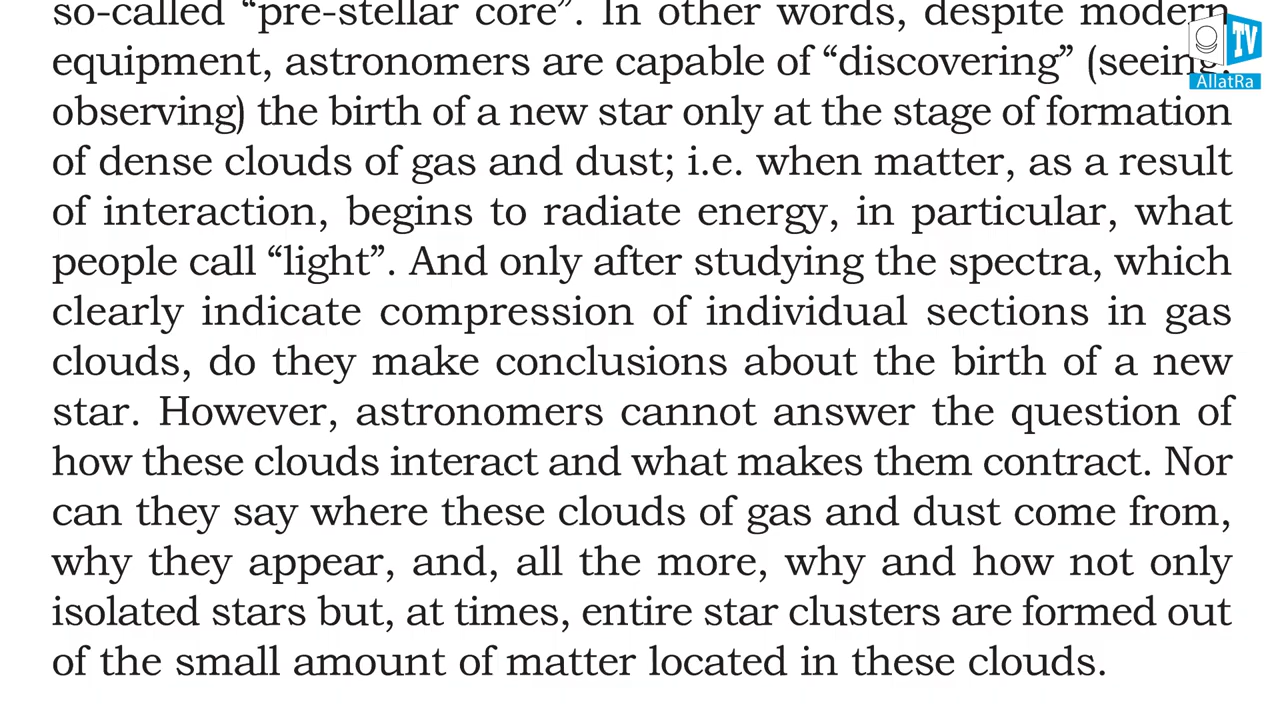 so-called “pre-stellar core”. In other words, despite modern
equipment, astronomers are capable of “discovering” (seeing,
observing) the birth of a new star only at the stage of formation
of dense clouds of gas and dust; i.e. when matter, as a result
of interaction, begins to radiate energy, in particular, what
people call “light”. And only after studying the spectra, which
clearly indicate compression of individual sections in gas
clouds, do they make conclusions about the birth of a new
star. However, astronomers cannot answer the question of
how these clouds interact and what makes them contract. Nor
can they say where these clouds of gas and dust come from,
why they appear, and, all the more, why and how not only
isolated stars but, at times, entire star clusters are formed out
of the small amount of matter located in these clouds.
TV
AllatRa